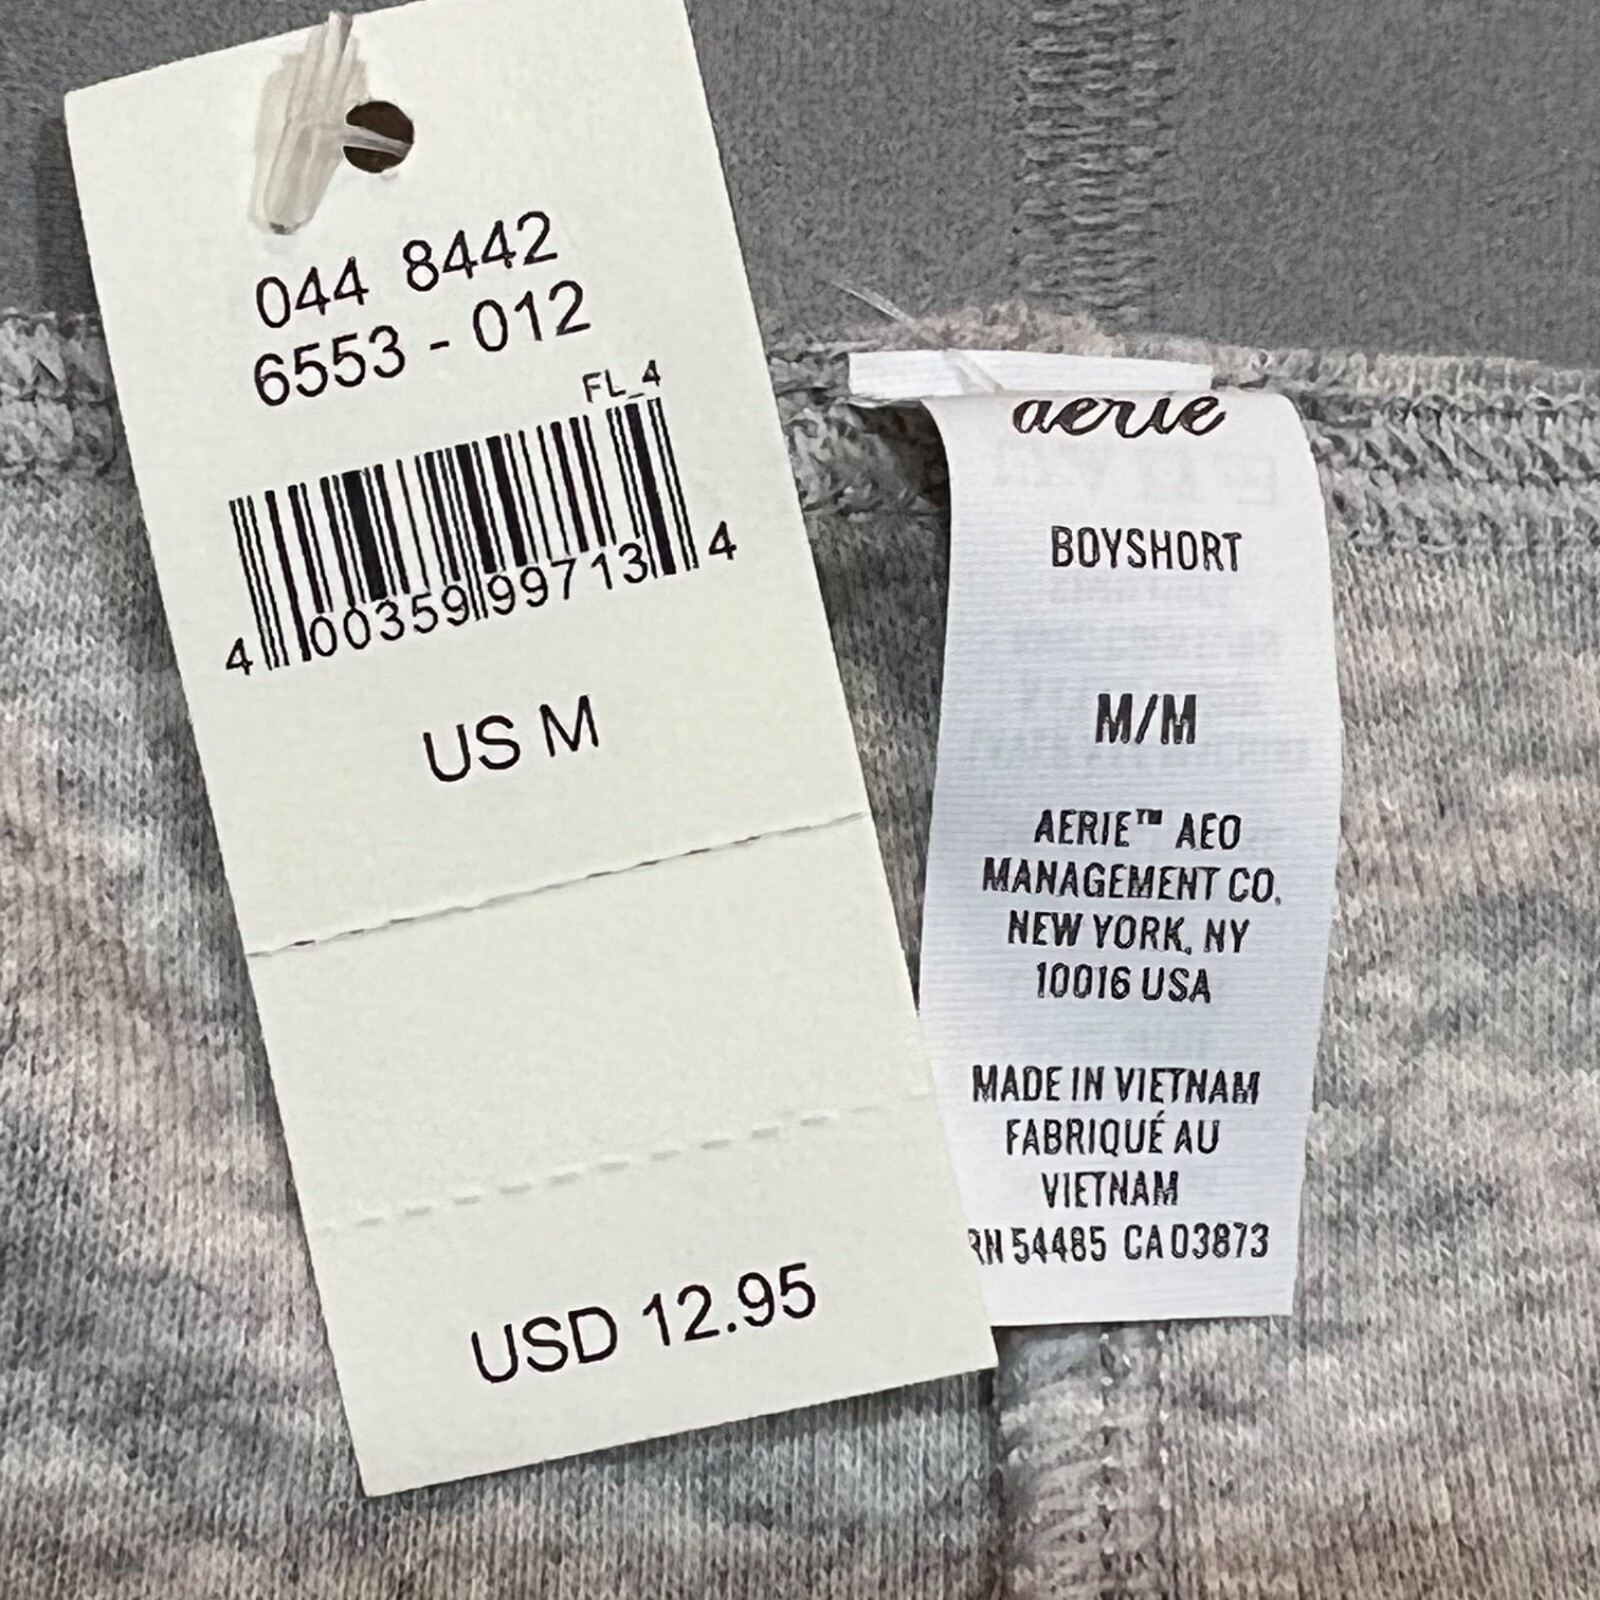 044 8442
6553 - 012
FL_4
4 00359 99713 4
US M
USD 12.95
aerie
BOYSHORT
M/M
AERIE™ AEO
MANAGEMENT CO.
NEW YORK, NY
10016 USA
MADE IN VIETNAM
FABRIQUÉ AU
VIETNAM
RN 54485 CA 03873